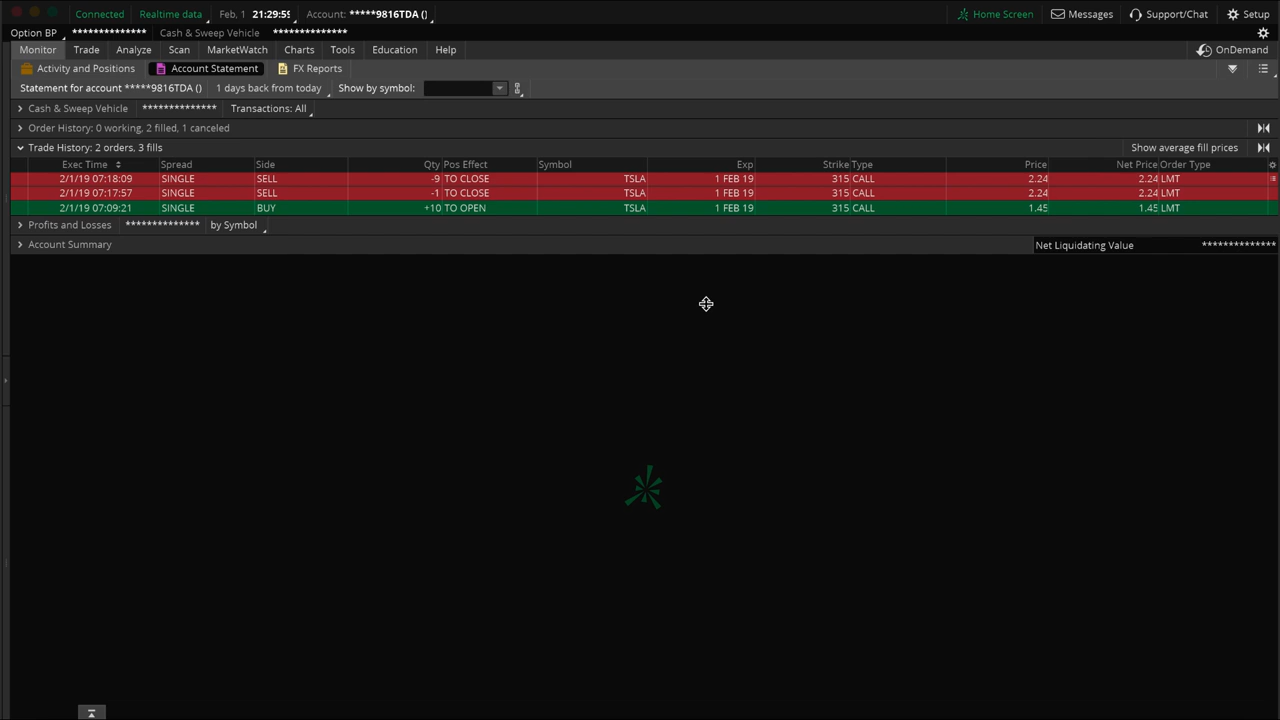 Connected Realtime data Feb, 1 21:29:59 Account: *****9816TDA () Home Screen Messages Support/Chat Setup
Option BP ************** Cash & Sweep Vehicle **************
Monitor Trade Analyze Scan MarketWatch Charts Tools Education Help OnDemand
Activity and Positions Account Statement FX Reports
Statement for account *****9816TDA () 1 days back from today Show by symbol:
Cash & Sweep Vehicle ************** Transactions: All
Order History: 0 working, 2 filled, 1 canceled
Trade History: 2 orders, 3 fills Show average fill prices
Exec Time Spread Side Qty Pos Effect Symbol Exp Strike Type Price Net Price Order Type
2/1/19 07:18:09 SINGLE SELL -9 TO CLOSE TSLA 1 FEB 19 315 CALL 2.24 2.24 LMT
2/1/19 07:17:57 SINGLE SELL -1 TO CLOSE TSLA 1 FEB 19 315 CALL 2.24 2.24 LMT
2/1/19 07:09:21 SINGLE BUY +10 TO OPEN TSLA 1 FEB 19 315 CALL 1.45 1.45 LMT
Profits and Losses ************** by Symbol
Account Summary Net Liquidating Value **************